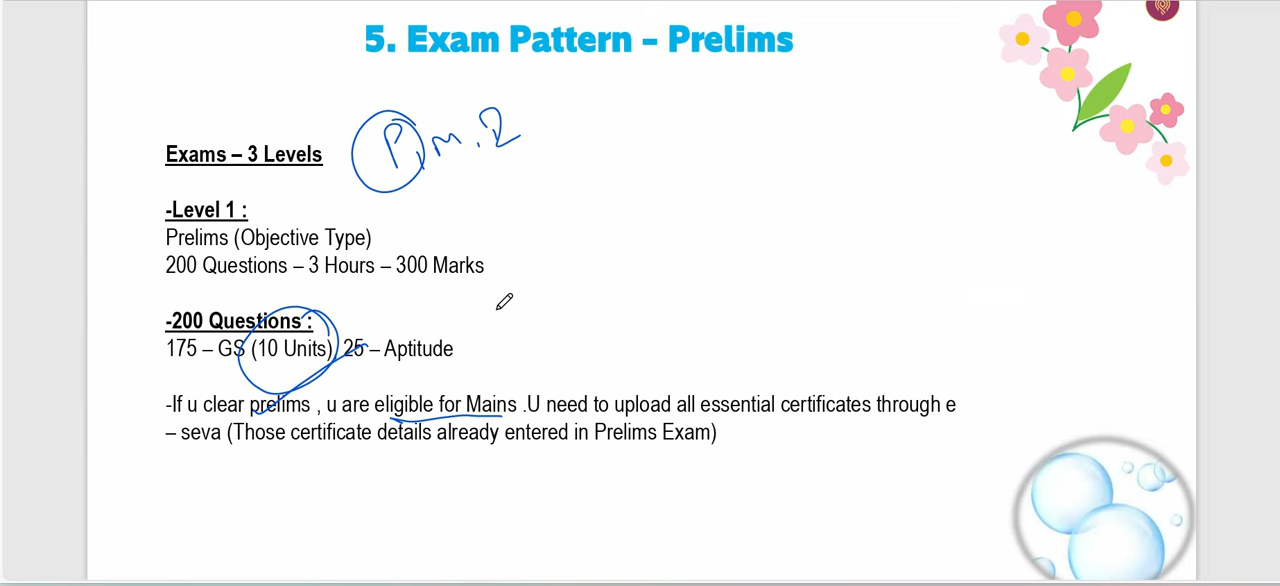 5. Exam Pattern – Prelims
Exams – 3 Levels
P, m. 2
-Level 1 :
Prelims (Objective Type)
200 Questions – 3 Hours – 300 Marks
-200 Questions :
175 – GS (10 Units), 25 – Aptitude
-If u clear prelims , u are eligible for Mains .U need to upload all essential certificates through e
– seva (Those certificate details already entered in Prelims Exam)